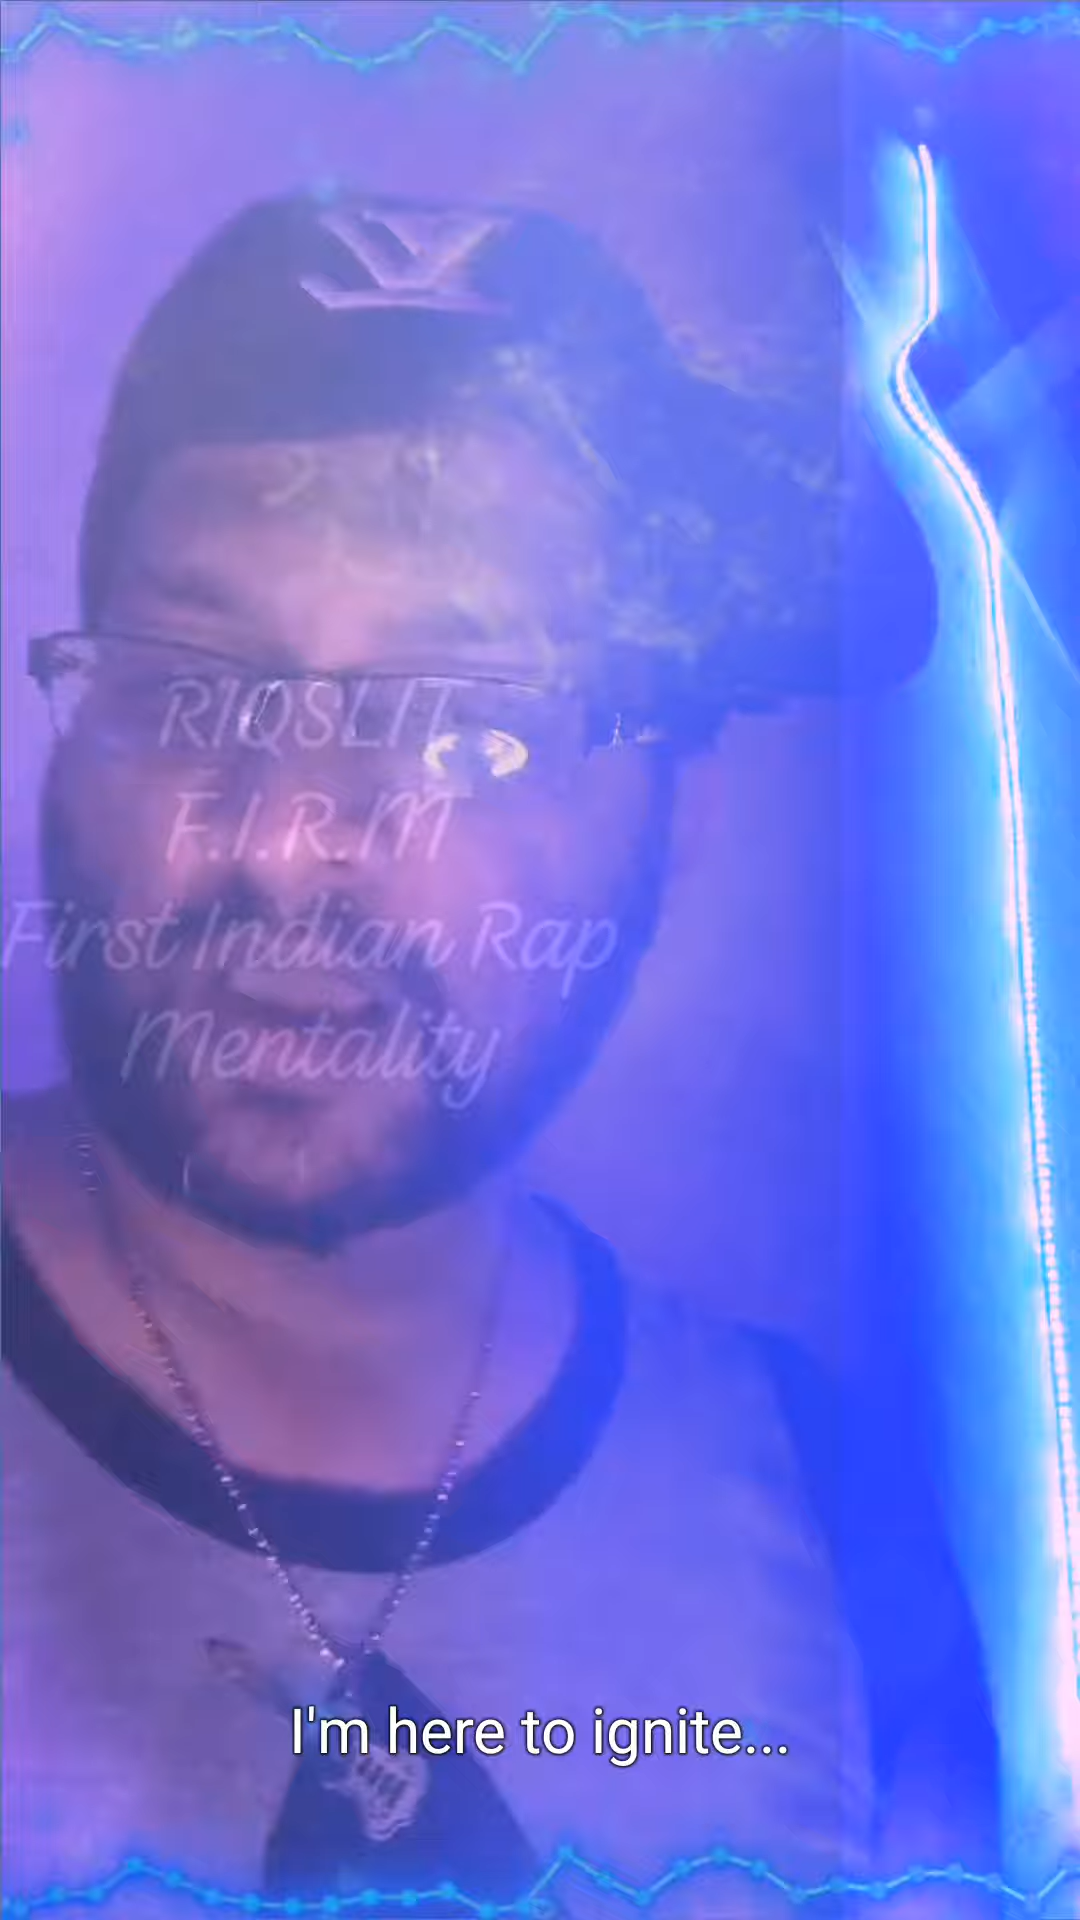 RIQSLIT
F.I.R.M
First Indian Rap
Mentality
I'm here to ignite...